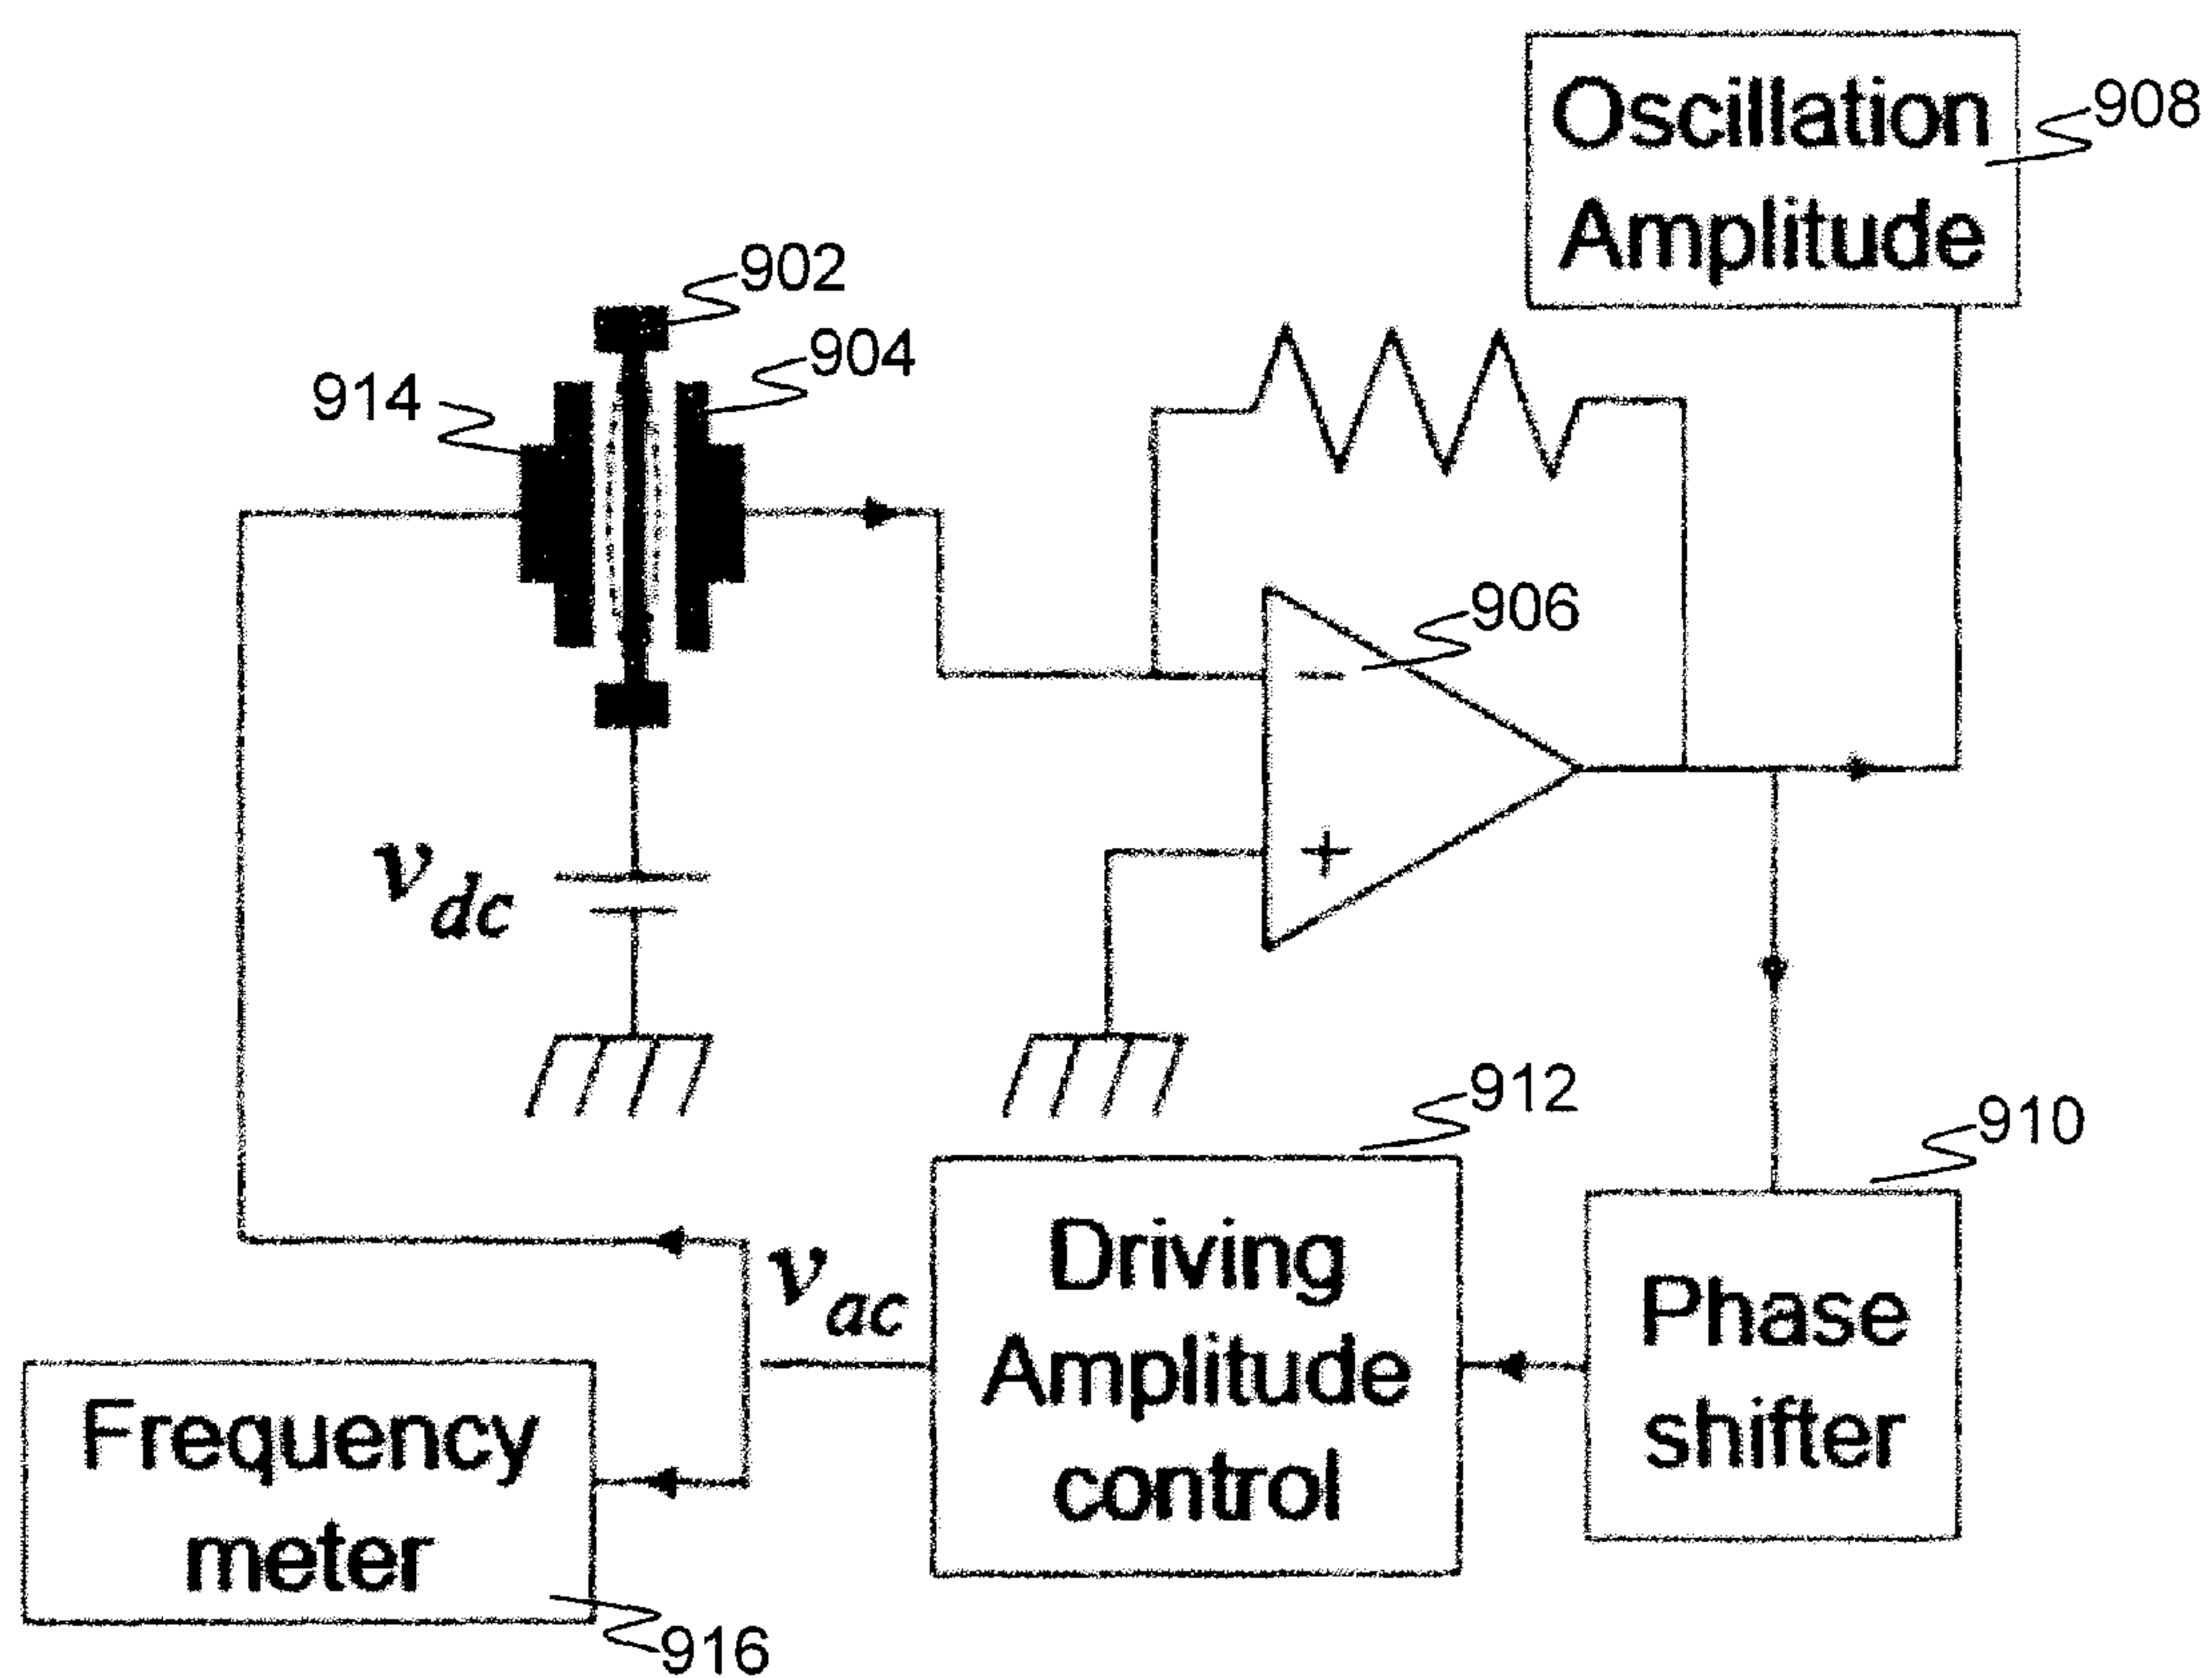 Oscillation
Amplitude
908
902
904
914
906
−
+
v_dc
912
910
v_ac
Driving
Amplitude
control
Phase
shifter
Frequency
meter
916